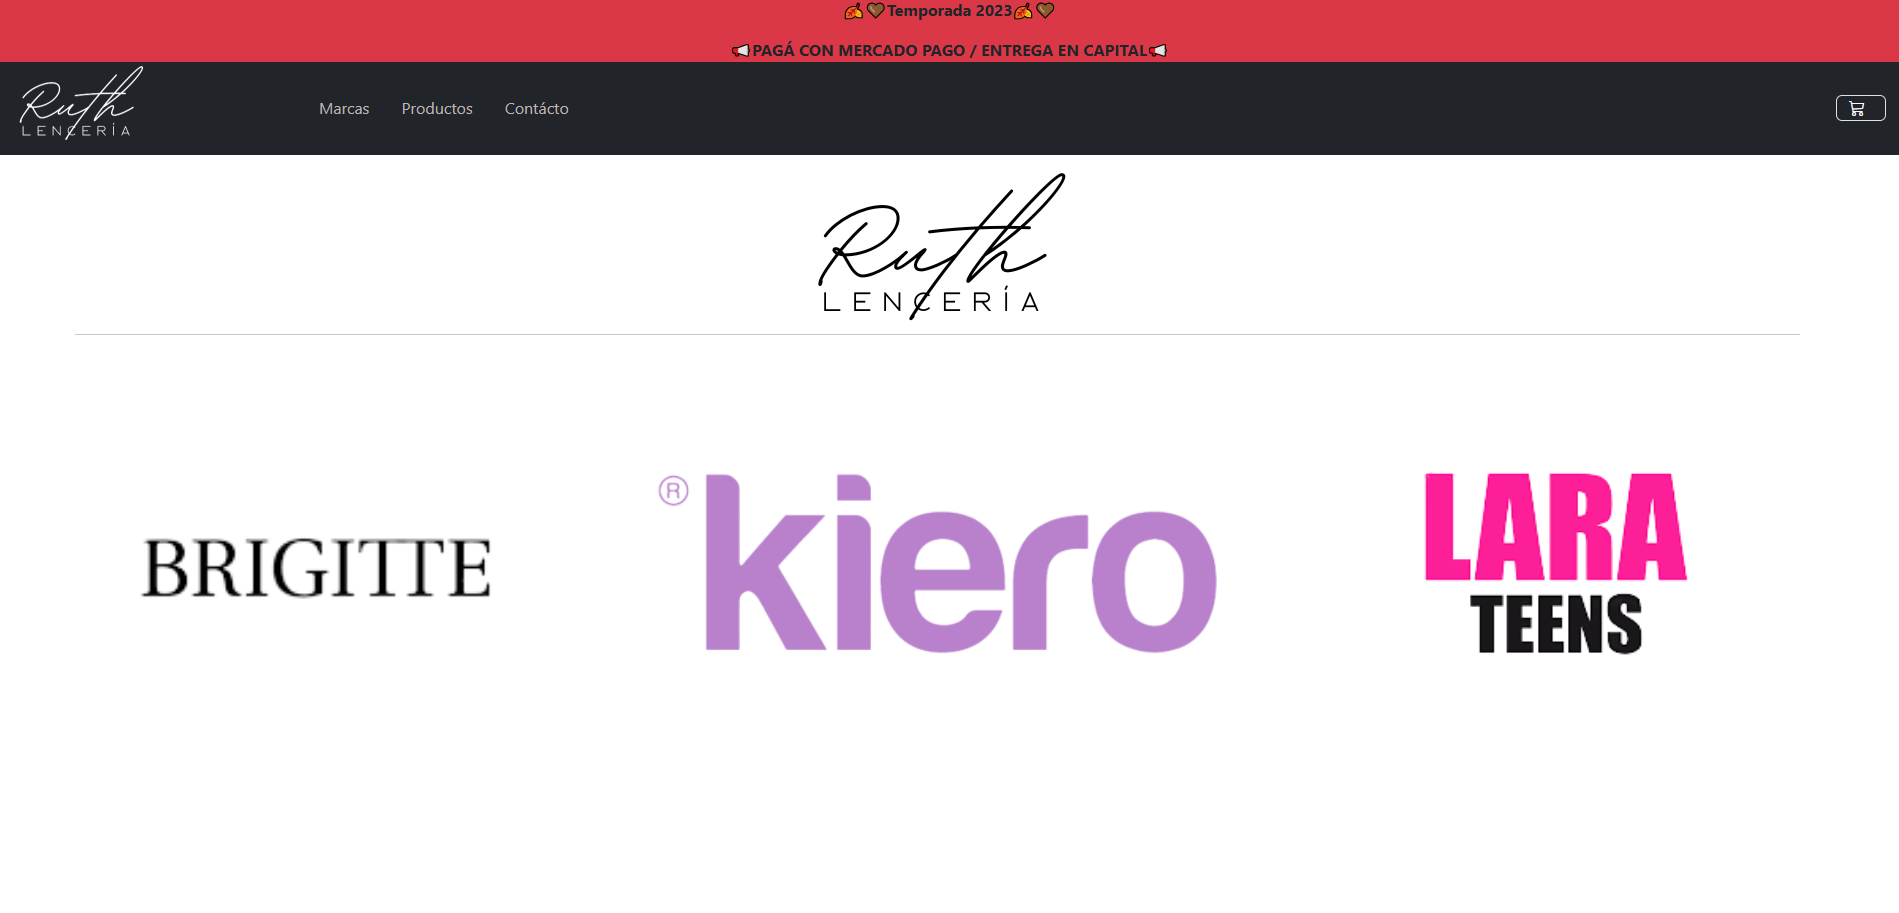 🍂🤎Temporada 2023🍂🤎
📢PAGÁ CON MERCADO PAGO / ENTREGA EN CAPITAL📢
Ruth
LENCERÍA
Marcas Productos Contácto
Ruth
LENCERÍA
BRIGITTE
® kiero
LARA
TEENS